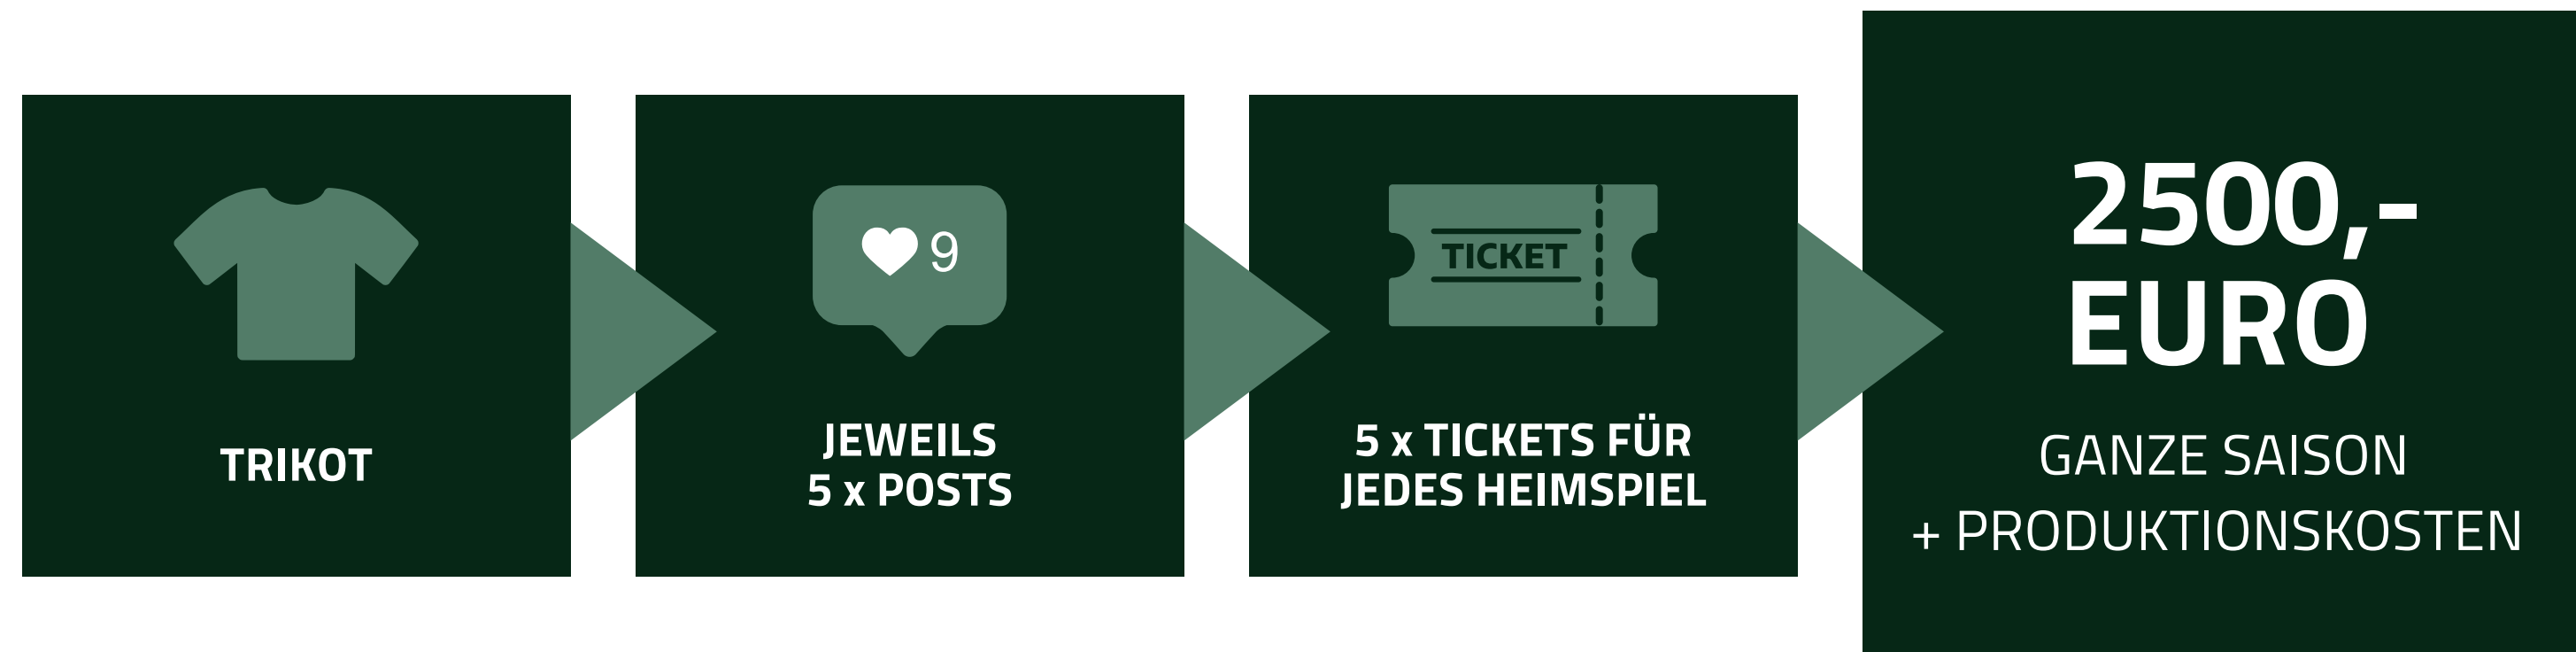 TRIKOT
9
JEWEILS
5 x POSTS
TICKET
5 x TICKETS FÜR
JEDES HEIMSPIEL
2500,-
EURO
GANZE SAISON
+ PRODUKTIONSKOSTEN